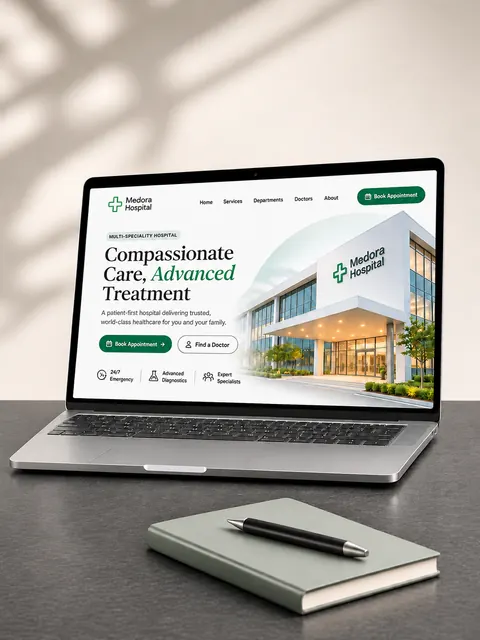 Medora
Hospital
Home
Services
Departments
Doctors
About
Book Appointment
MULTI-SPECIALITY HOSPITAL
Compassionate
Care, Advanced
Treatment
A patient-first hospital delivering trusted,
world-class healthcare for you and your family.
Book Appointment →
Find a Doctor
24/7
Emergency
Advanced
Diagnostics
Expert
Specialists
Medora
Hospital